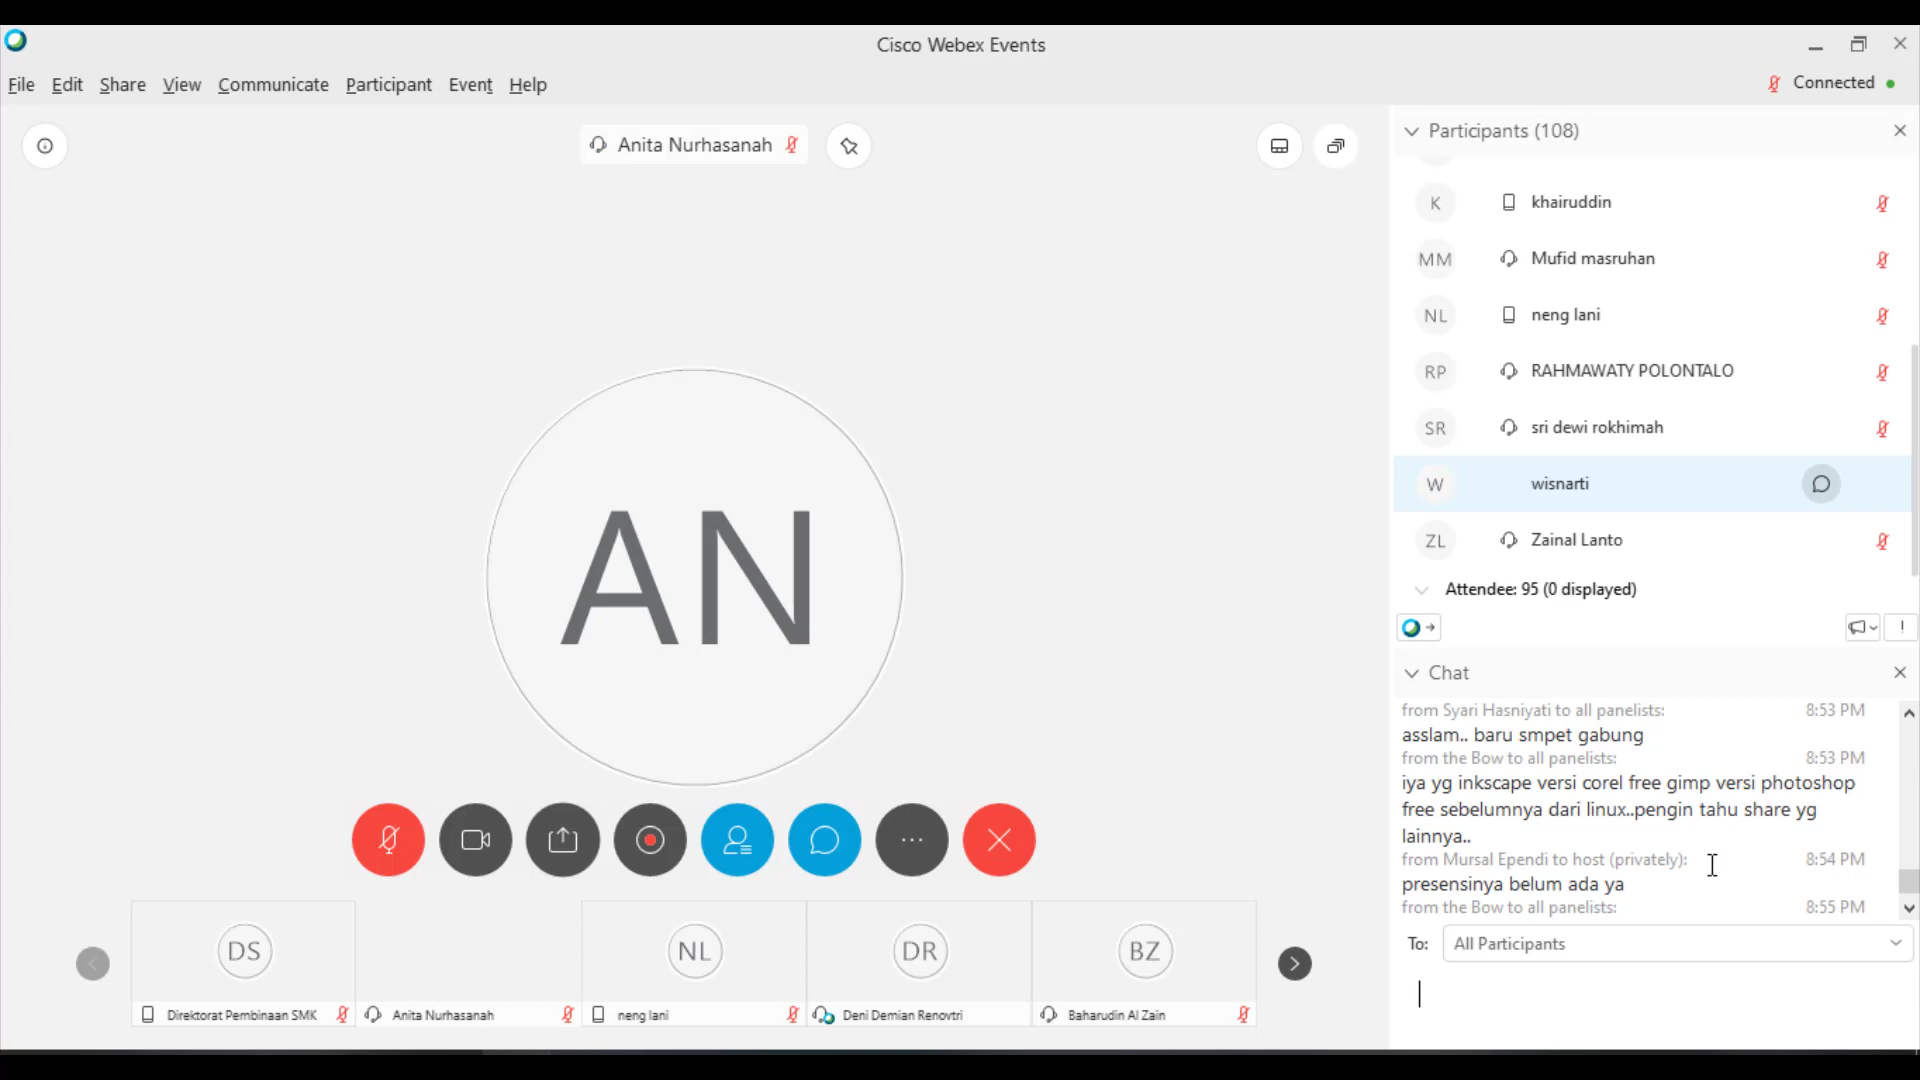 Cisco Webex Events
File Edit Share View Communicate Participant Event Help
Connected
Anita Nurhasanah
AN
DS
Direktorat Pembinaan SMK
Anita Nurhasanah
NL
neng lani
DR
Deni Demian Renovtri
BZ
Baharudin Al Zain
Participants (108)
K khairuddin
MM Mufid masruhan
NL neng lani
RP RAHMAWATY POLONTALO
SR sri dewi rokhimah
W wisnarti
ZL Zainal Lanto
Attendee: 95 (0 displayed)
Chat
from Syari Hasniyati to all panelists: 8:53 PM
asslam.. baru smpet gabung
from the Bow to all panelists: 8:53 PM
iya yg inkscape versi corel free gimp versi photoshop
free sebelumnya dari linux..pengin tahu share yg
lainnya..
from Mursal Ependi to host (privately): 8:54 PM
presensinya belum ada ya
from the Bow to all panelists: 8:55 PM
To: All Participants